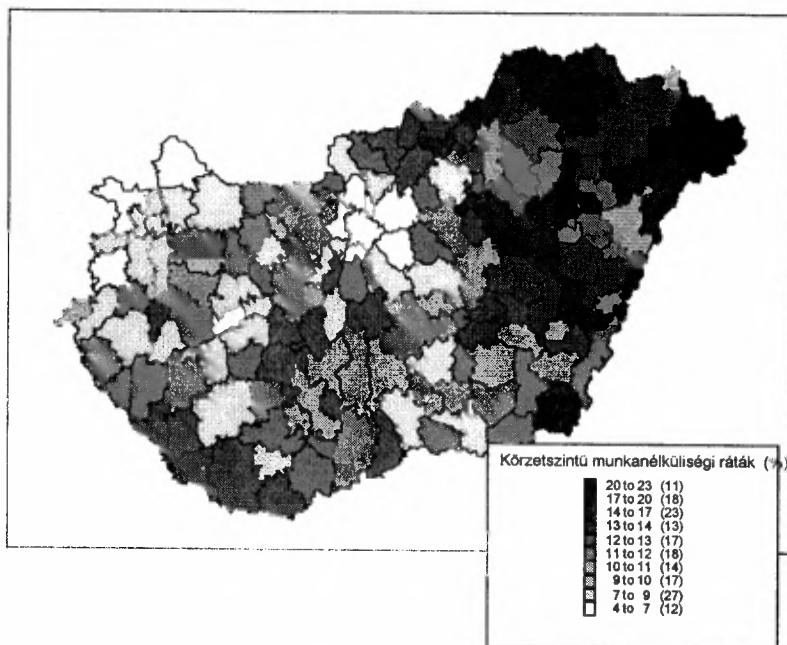 Körzetszintű munkanélküliségi ráták (%)
20 to 23 (11)
17 to 20 (18)
14 to 17 (23)
13 to 14 (13)
12 to 13 (17)
11 to 12 (18)
10 to 11 (14)
9 to 10 (17)
7 to 9 (27)
4 to 7 (12)